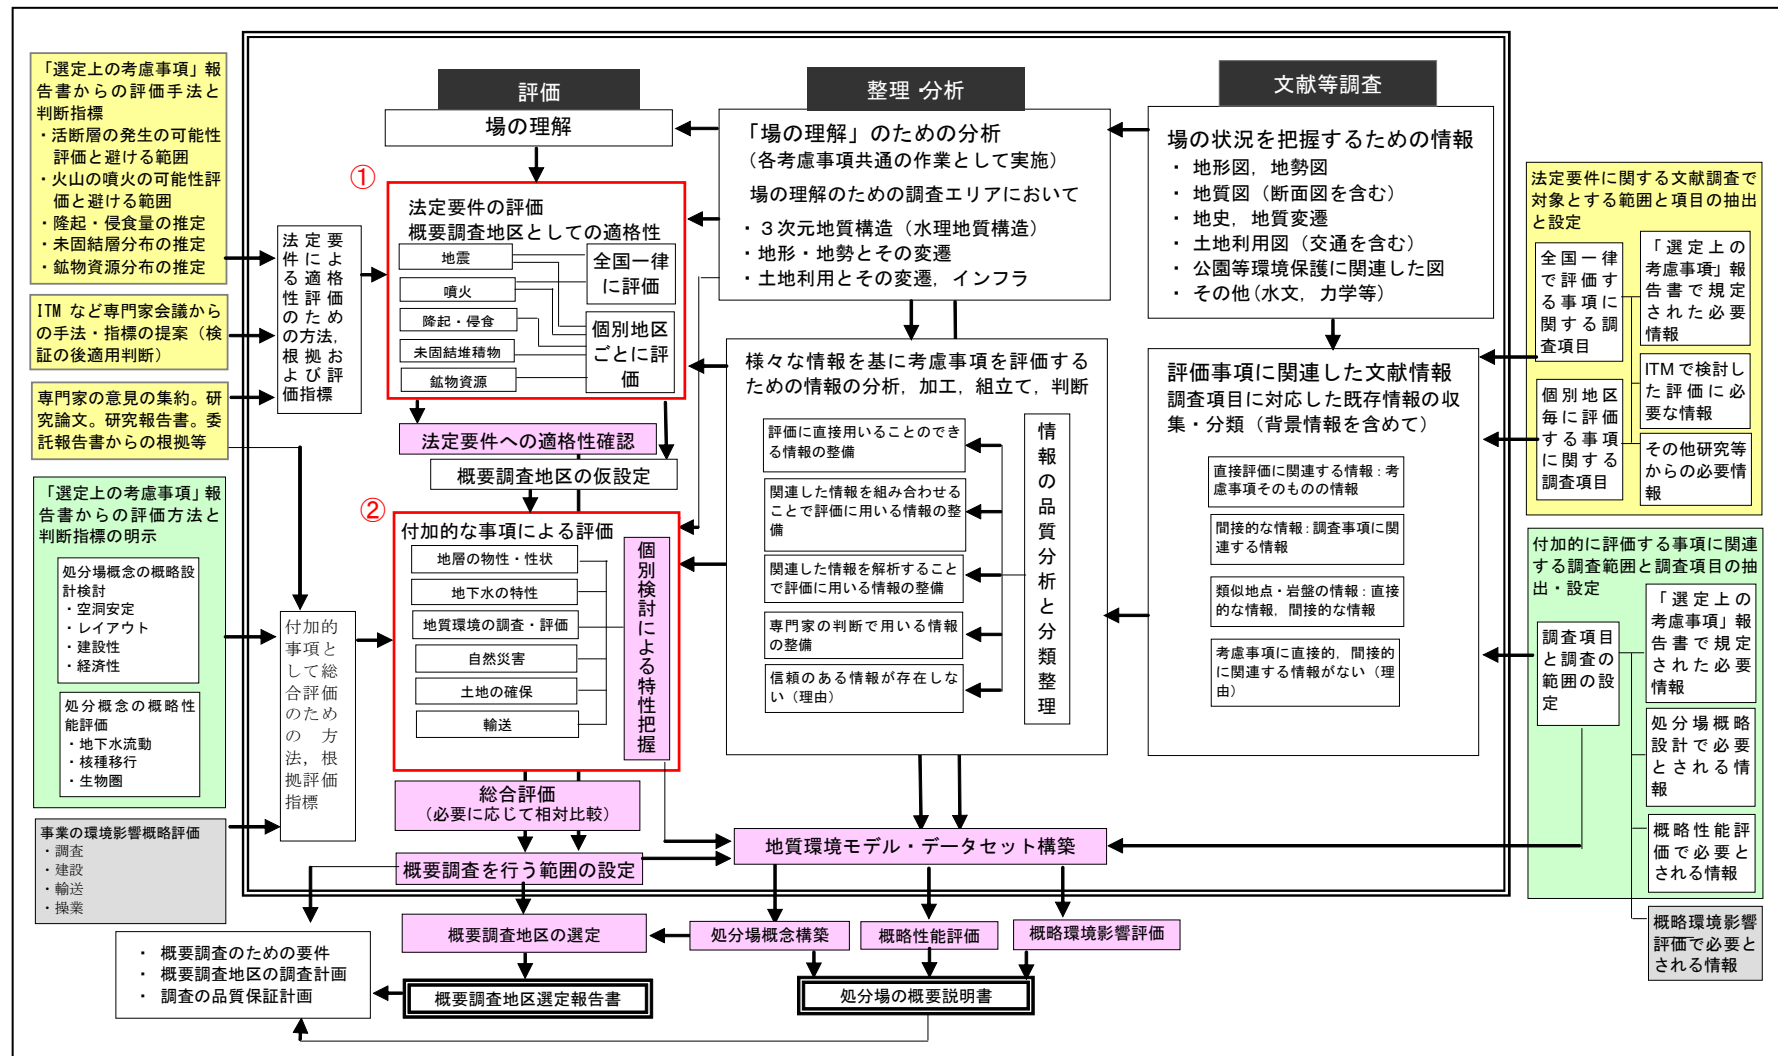 「選定上の考慮事項」報
告書からの評価手法と
判断指標
・活断層の発生の可能性
評価と避ける範囲
・火山の噴火の可能性評
価と避ける範囲
・隆起・侵食量の推定
・未固結層分布の推定
・鉱物資源分布の推定
ITM など専門家会議から
の手法・指標の提案（検
証の後適用判断）
専門家の意見の集約。研
究論文。研究報告書。委
託報告書からの根拠等
「選定上の考慮事項」報
告書からの評価方法と
判断指標の明示
処分場概念の概略設
計検討
・空洞安定
・レイアウト
・建設性
・経済性
処分概念の概略性
能評価
・地下水流動
・核種移行
・生物圏
事業の環境影響概略評価
・調査
・建設
・輸送
・操業
法定要
件によ
る適格
性評価
のため
の方法，
根拠お
よび評
価指標
付加的
事項と
して総
合評価
のため
の方
法，根
拠評価
指標
評価
場の理解
①
法定要件の評価
概要調査地区としての適格性
地震
噴火
隆起・侵食
未固結堆積物
鉱物資源
全国一律
に評価
個別地区
ごとに評
価
法定要件への適格性確認
概要調査地区の仮設定
②
付加的な事項による評価
地層の物性・性状
地下水の特性
地質環境の調査・評価
自然災害
土地の確保
輸送
個別検討による特性把握
総合評価
（必要に応じて相対比較）
概要調査を行う範囲の設定
概要調査地区の選定
概要調査地区選定報告書
・ 概要調査のための要件
・ 概要調査地区の調査計画
・ 調査の品質保証計画
整理・分析
「場の理解」のための分析
（各考慮事項共通の作業として実施）
場の理解のための調査エリアにおいて
・３次元地質構造（水理地質構造）
・地形・地勢とその変遷
・土地利用とその変遷，インフラ
様々な情報を基に考慮事項を評価する
ための情報の分析，加工，組立て，判断
評価に直接用いることのでき
る情報の整備
関連した情報を組み合わせる
ことで評価に用いる情報の整
備
関連した情報を解析すること
で評価に用いる情報の整備
専門家の判断で用いる情報
の整備
信頼のある情報が存在しな
い（理由）
情報の品質分析と分類整理
地質環境モデル・データセット構築
処分場概念構築
概略性能評価
概略環境影響評価
処分場の概要説明書
文献等調査
場の状況を把握するための情報
・ 地形図，地勢図
・ 地質図（断面図を含む）
・ 地史，地質変遷
・ 土地利用図（交通を含む）
・ 公園等環境保護に関連した図
・ その他（水文，力学等）
評価事項に関連した文献情報
調査項目に対応した既存情報の収
集・分類（背景情報を含めて）
直接評価に関連する情報：考
慮事項そのものの情報
間接的な情報：調査事項に関
連する情報
類似地点・岩盤の情報：直接
的な情報，間接的な情報
考慮事項に直接的，間接的
に関連する情報がない（理
由）
法定要件に関する文献調査で
対象とする範囲と項目の抽出
と設定
全国一律
で評価す
る事項に
関する調
査項目
個別地区
毎に評価
する事項
に関する
調査項目
「選定上の
考慮事項」報
告書で規定
された必要
情報
ITMで検討
した評価に
必要な情報
その他研究等
からの必要情
報
付加的に評価する事項に関連
する調査範囲と調査項目の抽
出・設定
調査項目
と調査の
範囲の設
定
「選定上の
考慮事項」報
告書で規定
された必要
情報
処分場概略
設計で必要
とされる情
報
概略性能評
価で必要と
される情報
概略環境影響
評価で必要と
される情報